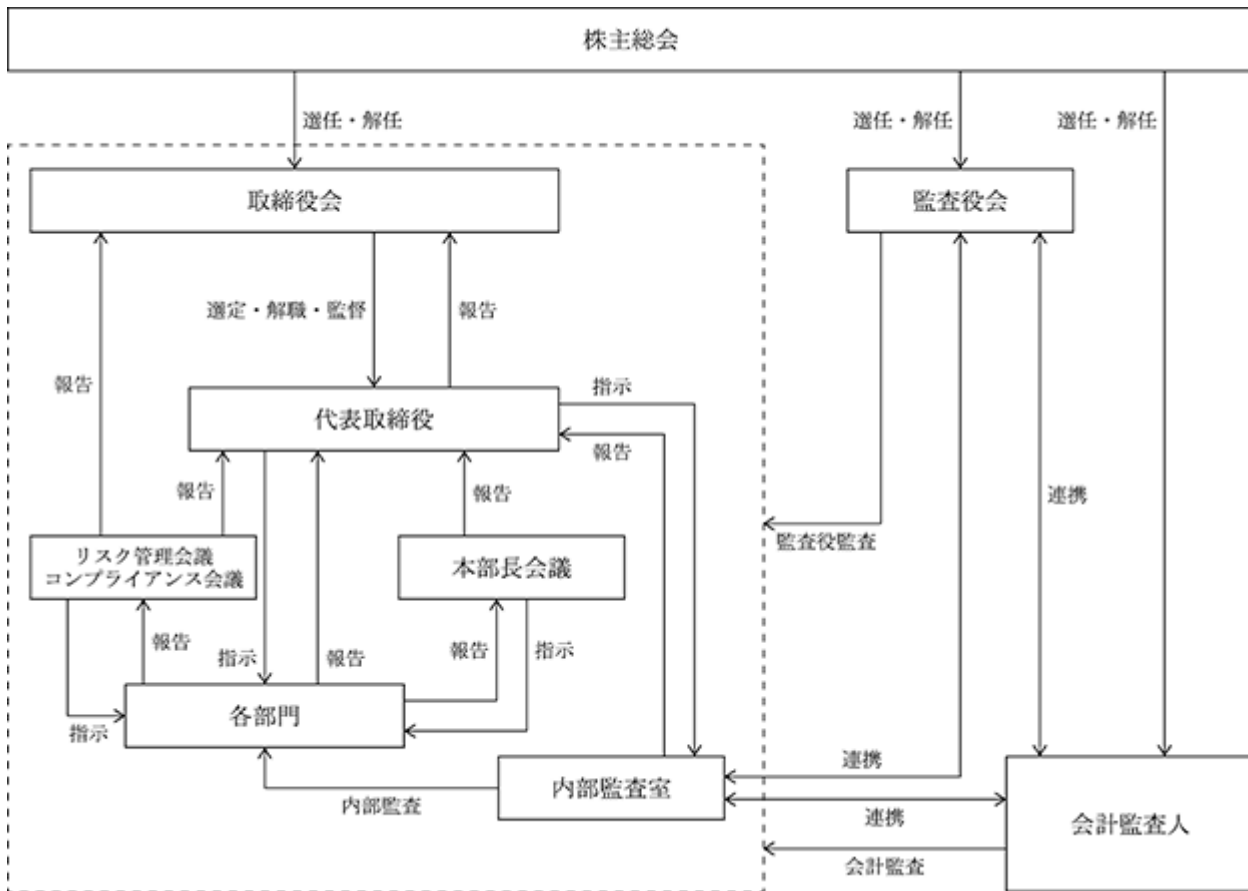 株主総会
選任・解任
選任・解任
選任・解任
取締役会
監査役会
選定・解職・監督
報告
報告
指示
代表取締役
報告
報告
報告
連携
リスク管理会議
コンプライアンス会議
本部長会議
監査役監査
報告
指示
報告
報告
指示
各部門
指示
内部監査室
連携
内部監査
連携
会計監査人
会計監査